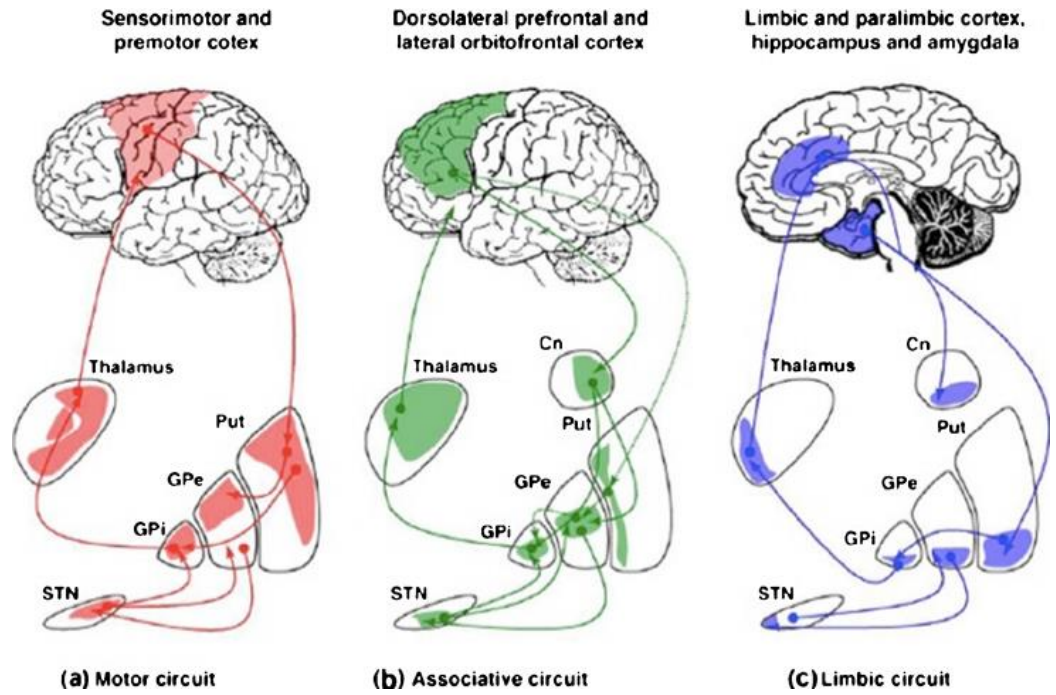 Sensorimotor and
premotor cotex
Dorsolateral prefrontal and
lateral orbitofrontal cortex
Limbic and paralimbic cortex,
hippocampus and amygdala
Thalamus
Put
GPe
GPi
STN
Cn
Thalamus
Put
GPe
GPi
STN
Cn
Thalamus
Put
GPe
GPi
STN
(a) Motor circuit
(b) Associative circuit
(c) Limbic circuit